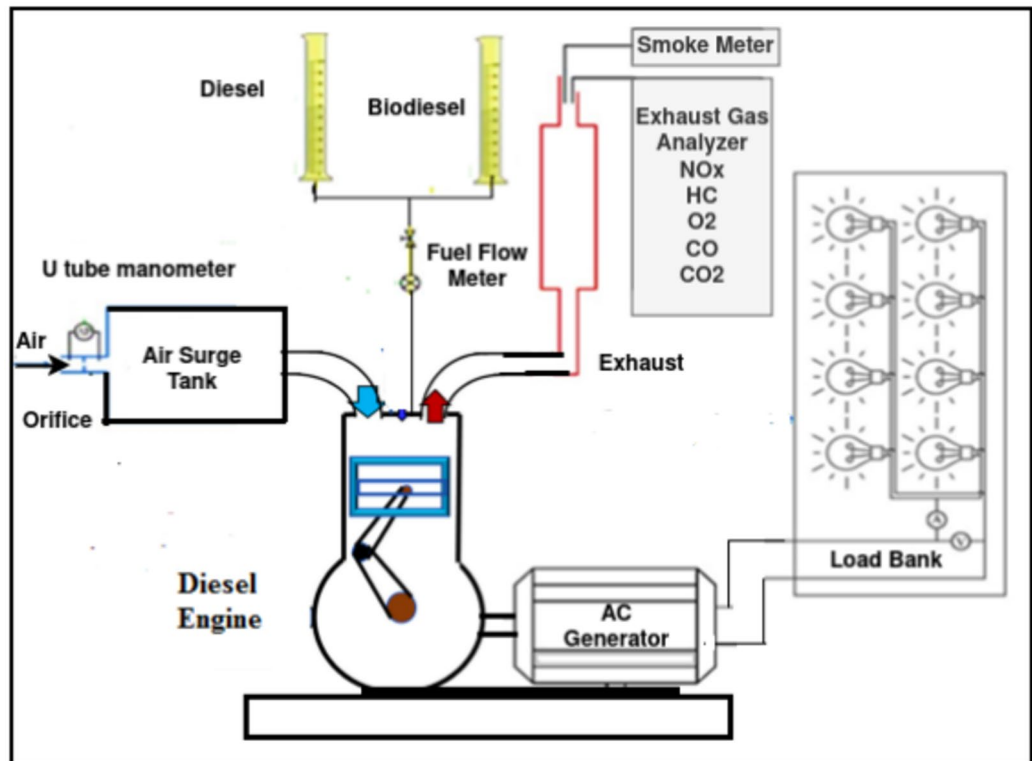 Smoke Meter
Diesel
Biodiesel
Exhaust Gas
Analyzer
NOx
HC
O2
CO
CO2
Fuel Flow
Meter
U tube manometer
Air
Air Surge
Tank
Orifice
Exhaust
Load Bank
Diesel
Engine
AC
Generator